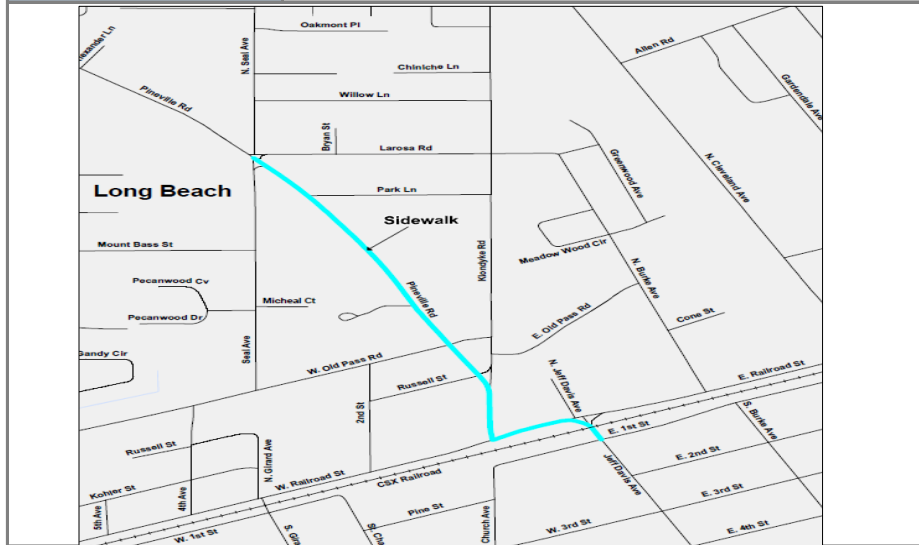 Oakmont Pl
N. Seal Ave
Allen Rd
Chiniche Ln
Gardendale Ave
Pineville Rd
Willow Ln
Bryan St
Larosa Rd
Greenwood Ave
N. Cleveland Ave
Long Beach
Park Ln
Sidewalk
Mount Bass St
Klondyke Rd
Meadow Wood Cir
Pecanwood Cv
N. Burke Ave
Micheal Ct
Pineville Rd
Pecanwood Dr
Cone St
E. Old Pass Rd
Seal Ave
Gandy Cir
W. Old Pass Rd
Russell St
N. Jeff Davis Ave
E. Railroad St
2nd St
S. Burke Ave
E. 1st St
Russell St
N. Girard Ave
E. 2nd St
W. Railroad St
Jeff Davis Ave
CSX Railroad
Kohler St
E. 3rd St
5th Ave
4th Ave
Pine St
Church Ave
W. 3rd St
E. 4th St
W. 1st St